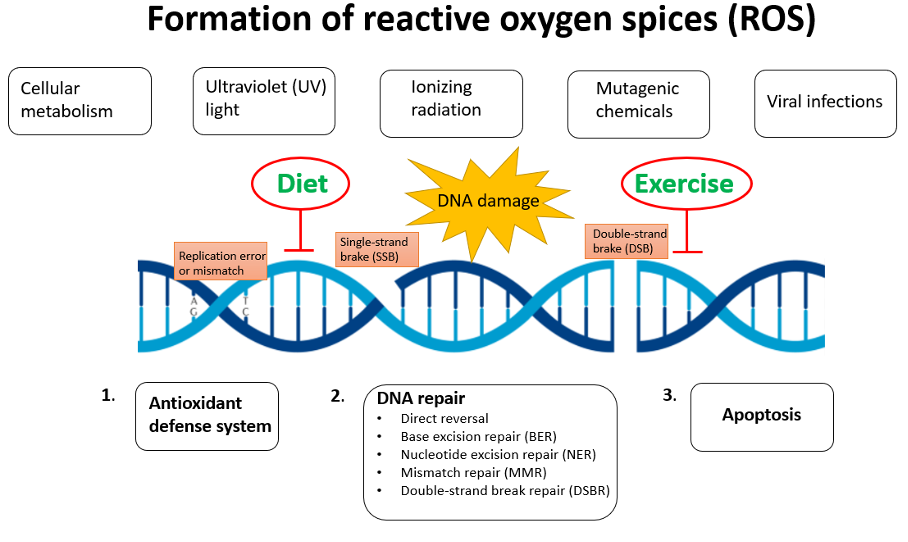 Formation of reactive oxygen spices (ROS)
Cellular
metabolism
Ultraviolet (UV)
light
Ionizing
radiation
Mutagenic
chemicals
Viral infections
Diet
DNA damage
Exercise
Replication error
or mismatch
Single-strand
brake (SSB)
Double-strand
brake (DSB)
A
G
T
C
1.
Antioxidant
defense system
2.
DNA repair
• Direct reversal
• Base excision repair (BER)
• Nucleotide excision repair (NER)
• Mismatch repair (MMR)
• Double-strand break repair (DSBR)
3.
Apoptosis